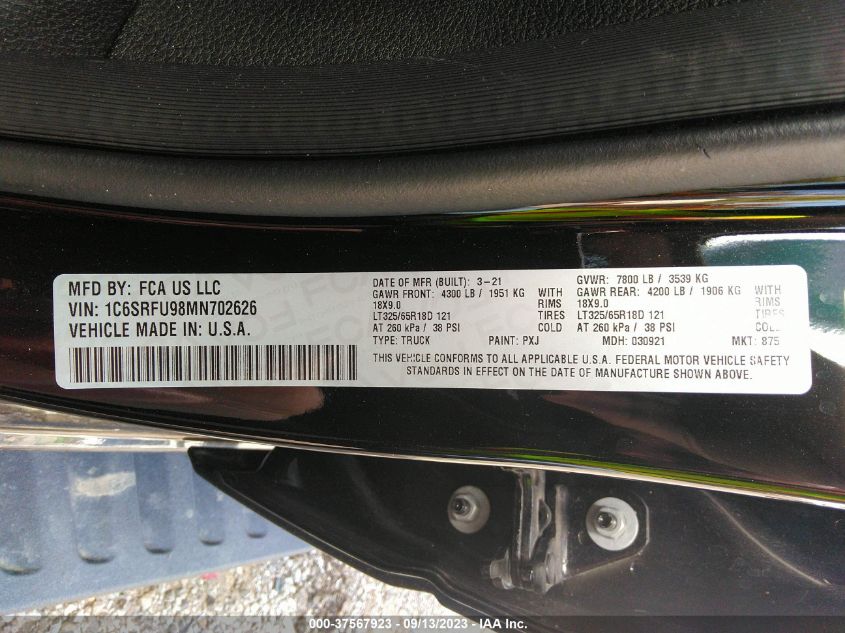 MFD BY: FCA US LLC
VIN: 1C6SRFU98MN702626
VEHICLE MADE IN: U.S.A.
DATE OF MFR (BUILT): 3-21 GVWR: 7800 LB / 3539 KG
GAWR FRONT: 4300 LB / 1951 KG WITH GAWR REAR: 4200 LB / 1906 KG WITH
18X9.0 RIMS 18X9.0 RIMS
LT325/65R18D 121 TIRES LT325/65R18D 121 TIRES
AT 260 kPa / 38 PSI COLD AT 260 kPa / 38 PSI COLD
TYPE: TRUCK PAINT: PXJ MDH: 030921 MKT: 875
THIS VEHICLE CONFORMS TO ALL APPLICABLE U.S.A. FEDERAL MOTOR VEHICLE SAFETY
STANDARDS IN EFFECT ON THE DATE OF MANUFACTURE SHOWN ABOVE.
000-37567923 - 09/13/2023 - IAA Inc.